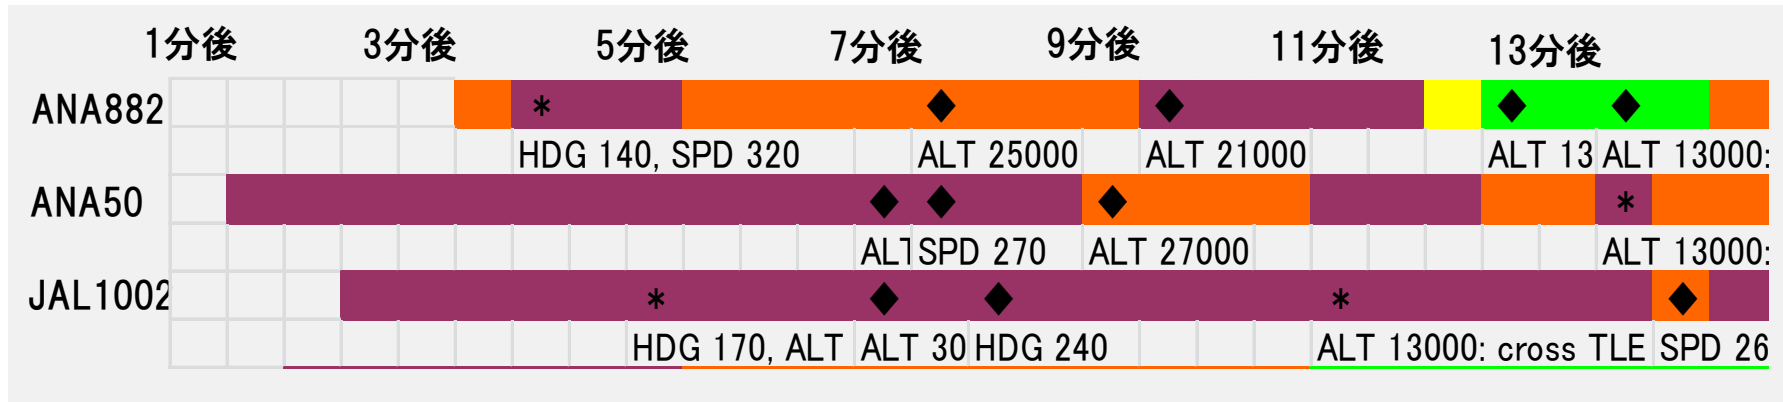 1分後 3分後 5分後 7分後 9分後 11分後 13分後
ANA882 * ◆ ◆ ◆ ◆
HDG 140, SPD 320 ALT 25000 ALT 21000 ALT 13 ALT 13000:
ANA50 ◆ ◆ ◆ *
ALT SPD 270 ALT 27000 ALT 13000:
JAL1002 * ◆ ◆ * ◆
HDG 170, ALT ALT 30 HDG 240 ALT 13000: cross TLE SPD 26